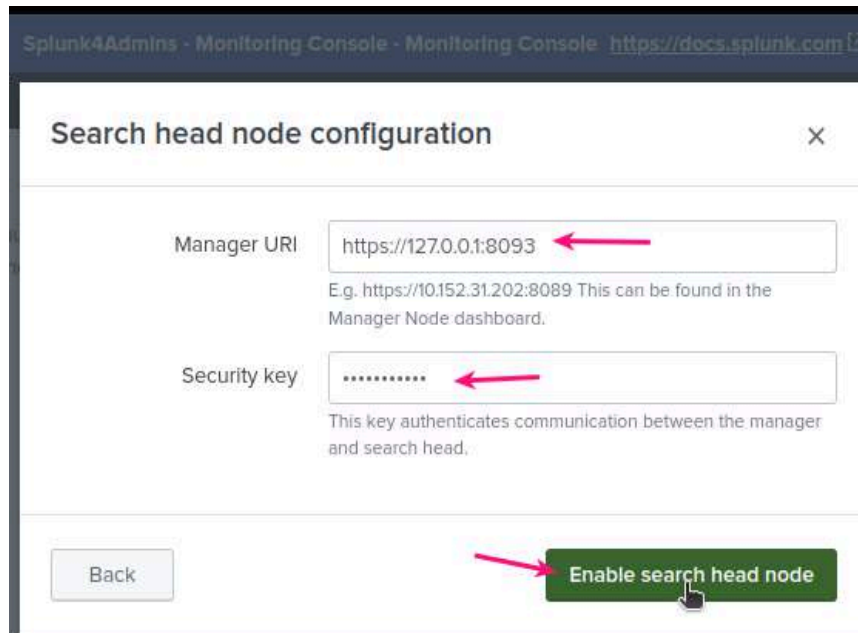 Splunk4Admins - Monitoring Console - Monitoring Console https://docs.splunk.com
Search head node configuration
×
Manager URI
https://127.0.0.1:8093
E.g. https://10.152.31.202:8089 This can be found in the
Manager Node dashboard.
Security key
•••••••••••
This key authenticates communication between the manager
and search head.
Back
Enable search head node